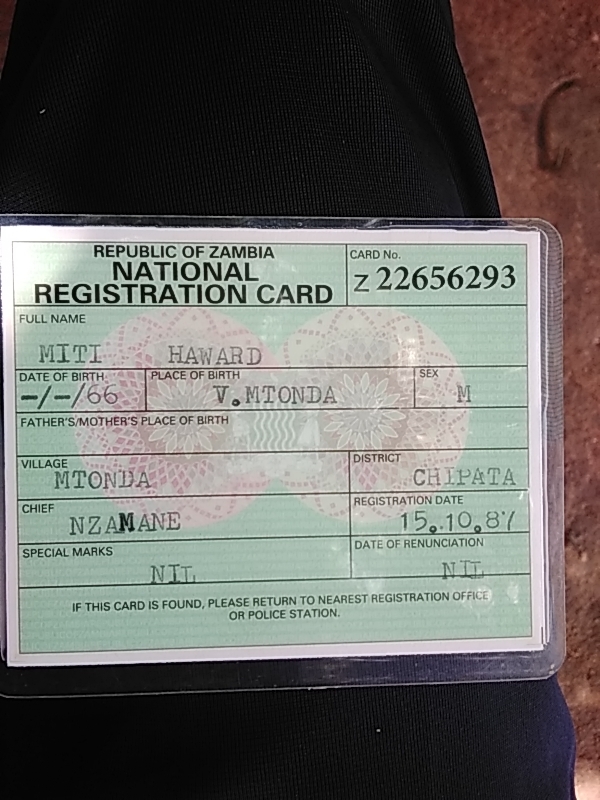 REPUBLIC OF ZAMBIA
NATIONAL
REGISTRATION CARD
CARD No.
Z 22656293
FULL NAME
MITI HAWARD
DATE OF BIRTH
-/-/66
PLACE OF BIRTH
V.MTONDA
SEX
M
FATHER'S/MOTHER'S PLACE OF BIRTH
VILLAGE
MTONDA
DISTRICT
CHIPATA
CHIEF
NZAMANE
REGISTRATION DATE
15.10.87
SPECIAL MARKS
NIL
DATE OF RENUNCIATION
NIL
IF THIS CARD IS FOUND, PLEASE RETURN TO NEAREST REGISTRATION OFFICE
OR POLICE STATION.